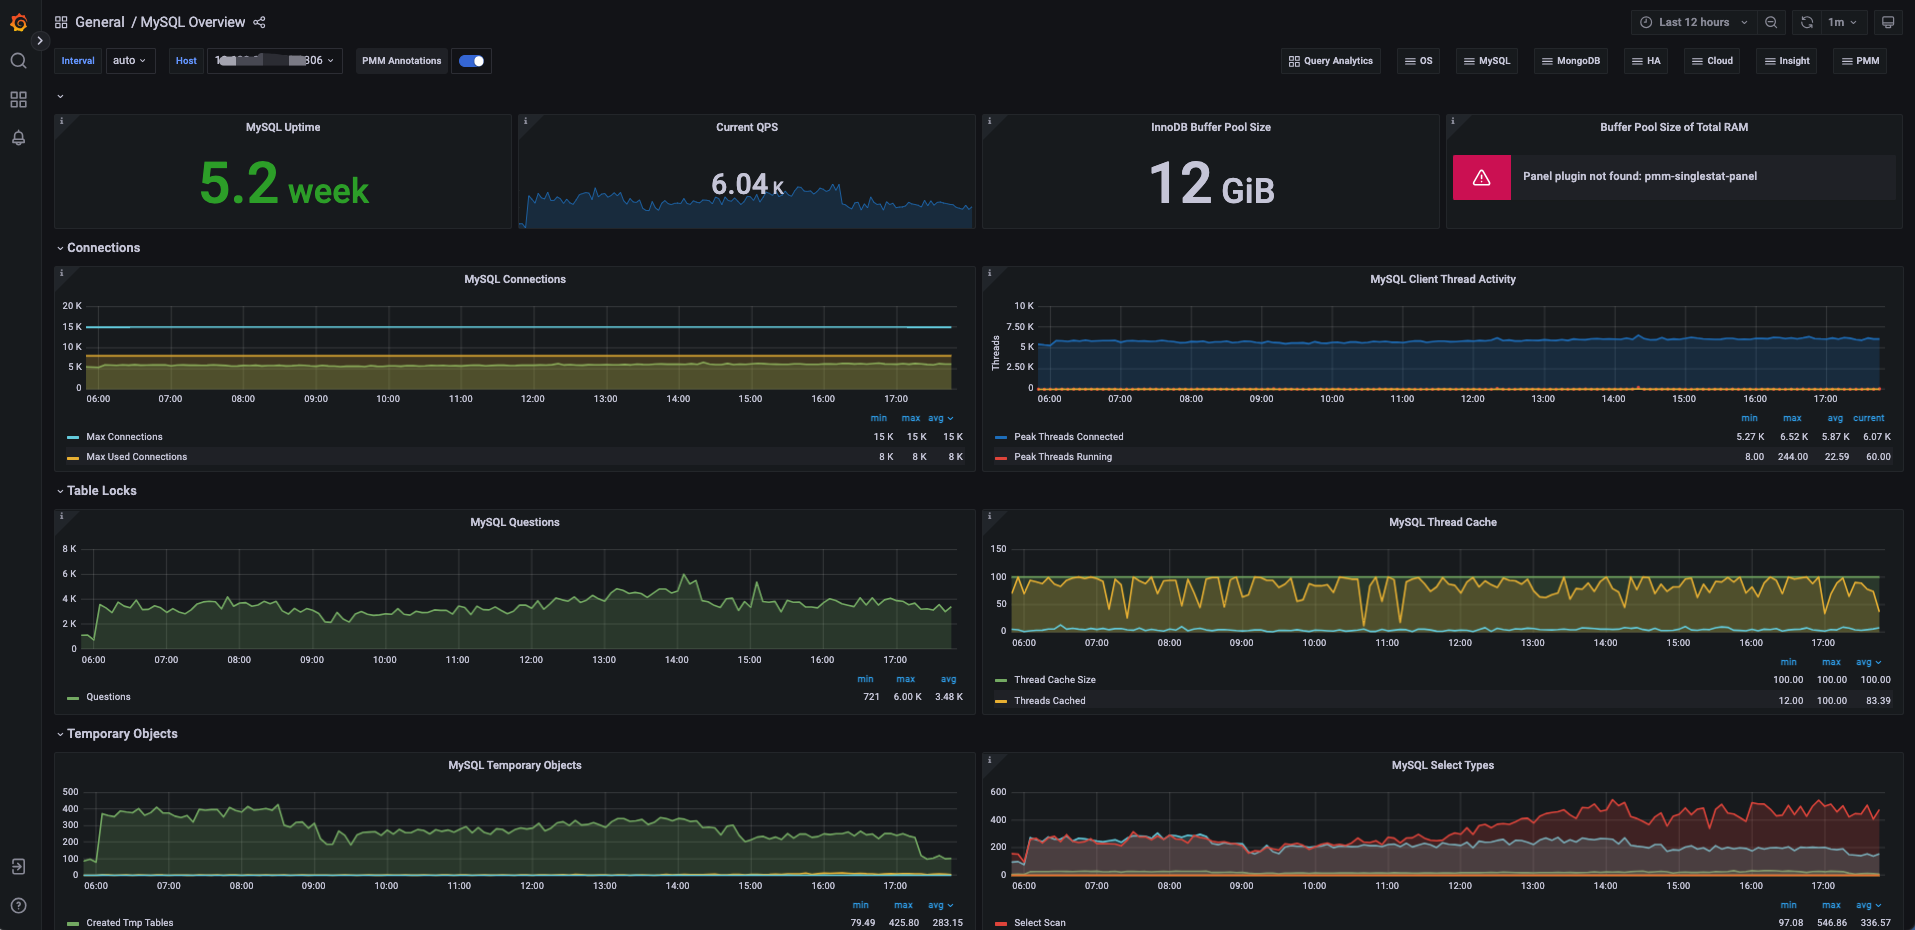 General / MySQL Overview
Last 12 hours
1m
Interval auto Host 306 PMM Annotations
Query Analytics OS MySQL MongoDB HA Cloud Insight PMM
MySQL Uptime
5.2 week
Current QPS
6.04 K
InnoDB Buffer Pool Size
12 GiB
Buffer Pool Size of Total RAM
Panel plugin not found: pmm-singlestat-panel
Connections
MySQL Connections
20 K
15 K
10 K
5 K
0
06:00 07:00 08:00 09:00 10:00 11:00 12:00 13:00 14:00 15:00 16:00 17:00
min max avg
Max Connections 15 K 15 K 15 K
Max Used Connections 8 K 8 K 8 K
MySQL Client Thread Activity
Threads
10 K
7.50 K
5 K
2.50 K
0
06:00 07:00 08:00 09:00 10:00 11:00 12:00 13:00 14:00 15:00 16:00 17:00
min max avg current
Peak Threads Connected 5.27 K 6.52 K 5.87 K 6.07 K
Peak Threads Running 8.00 244.00 22.59 60.00
Table Locks
MySQL Questions
8 K
6 K
4 K
2 K
0
06:00 07:00 08:00 09:00 10:00 11:00 12:00 13:00 14:00 15:00 16:00 17:00
min max avg
Questions 721 6.00 K 3.48 K
MySQL Thread Cache
150
100
50
0
06:00 07:00 08:00 09:00 10:00 11:00 12:00 13:00 14:00 15:00 16:00 17:00
min max avg
Thread Cache Size 100.00 100.00 100.00
Threads Cached 12.00 100.00 83.39
Temporary Objects
MySQL Temporary Objects
500
400
300
200
100
0
06:00 07:00 08:00 09:00 10:00 11:00 12:00 13:00 14:00 15:00 16:00 17:00
min max avg
Created Tmp Tables 79.49 425.80 283.15
MySQL Select Types
600
400
200
0
06:00 07:00 08:00 09:00 10:00 11:00 12:00 13:00 14:00 15:00 16:00 17:00
min max avg
Select Scan 97.08 546.86 336.57